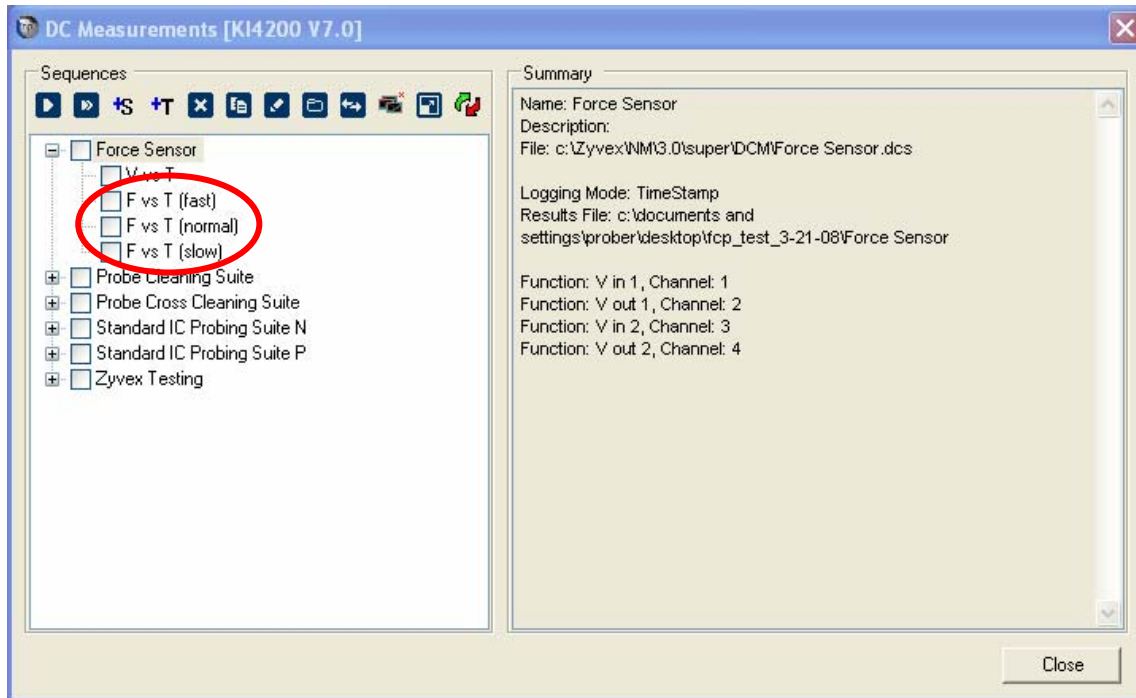 DC Measurements [KI4200 V7.0]
Sequences
+S +T
Force Sensor
V vs T
F vs T (fast)
F vs T (normal)
F vs T (slow)
Probe Cleaning Suite
Probe Cross Cleaning Suite
Standard IC Probing Suite N
Standard IC Probing Suite P
Zyvex Testing
Summary
Name: Force Sensor
Description:
File: c:\Zyvex\NM\3.0\super\DCM\Force Sensor.dcs
Logging Mode: TimeStamp
Results File: c:\documents and
settings\prober\desktop\fcp_test_3-21-08\Force Sensor
Function: V in 1, Channel: 1
Function: V out 1, Channel: 2
Function: V in 2, Channel: 3
Function: V out 2, Channel: 4
Close